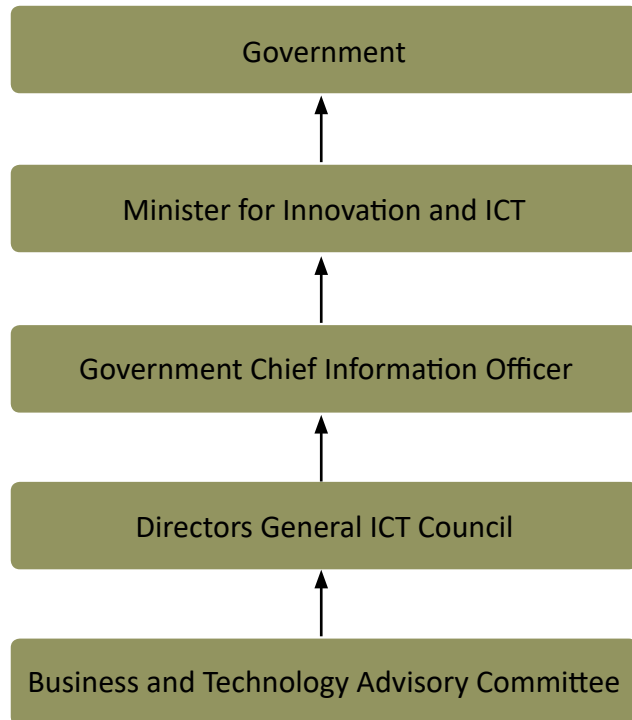 Government
Minister for Innovation and ICT
Government Chief Information Officer
Directors General ICT Council
Business and Technology Advisory Committee